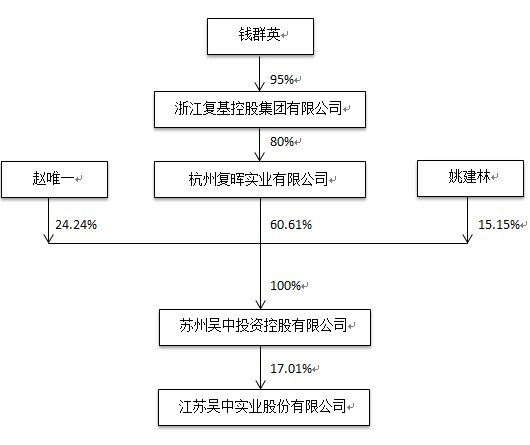 钱群英
95%
浙江复基控股集团有限公司
80%
赵唯一
杭州复晖实业有限公司
姚建林
24.24%
60.61%
15.15%
100%
苏州吴中投资控股有限公司
17.01%
江苏吴中实业股份有限公司